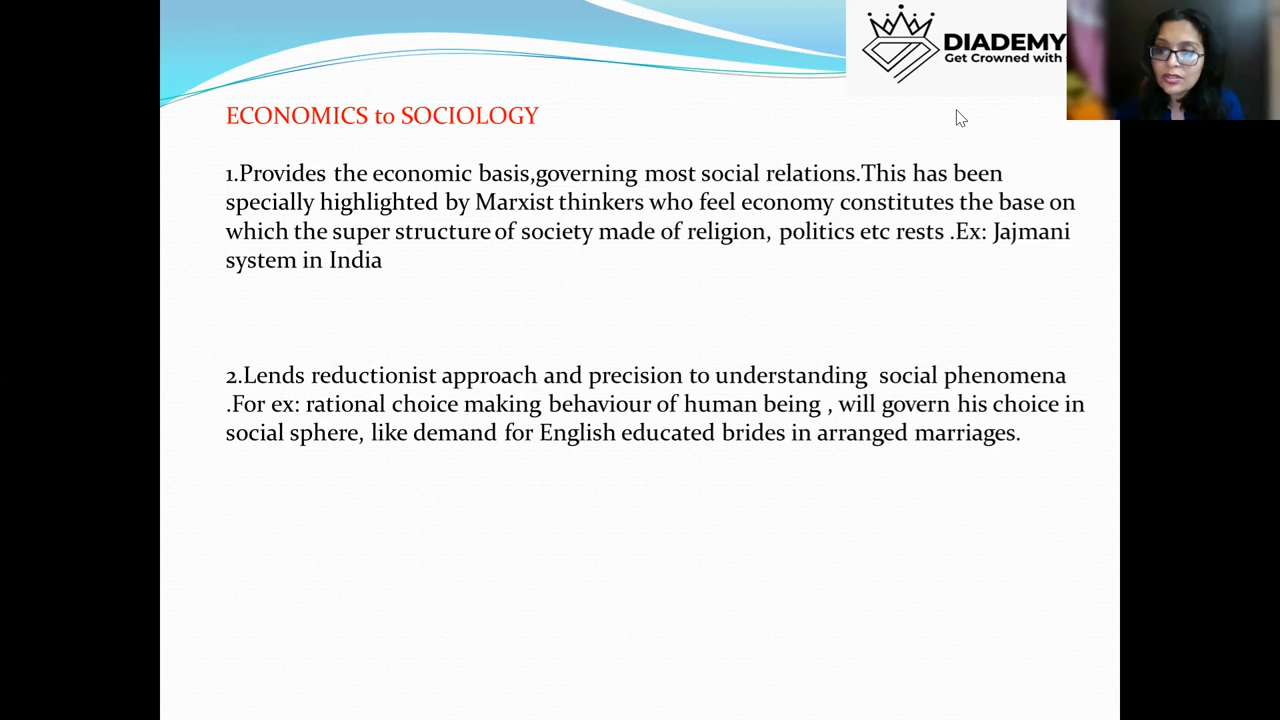 DIADEMY
Get Crowned with
ECONOMICS to SOCIOLOGY
1.Provides the economic basis,governing most social relations.This has been
specially highlighted by Marxist thinkers who feel economy constitutes the base on
which the super structure of society made of religion, politics etc rests .Ex: Jajmani
system in India
2.Lends reductionist approach and precision to understanding social phenomena
.For ex: rational choice making behaviour of human being , will govern his choice in
social sphere, like demand for English educated brides in arranged marriages.